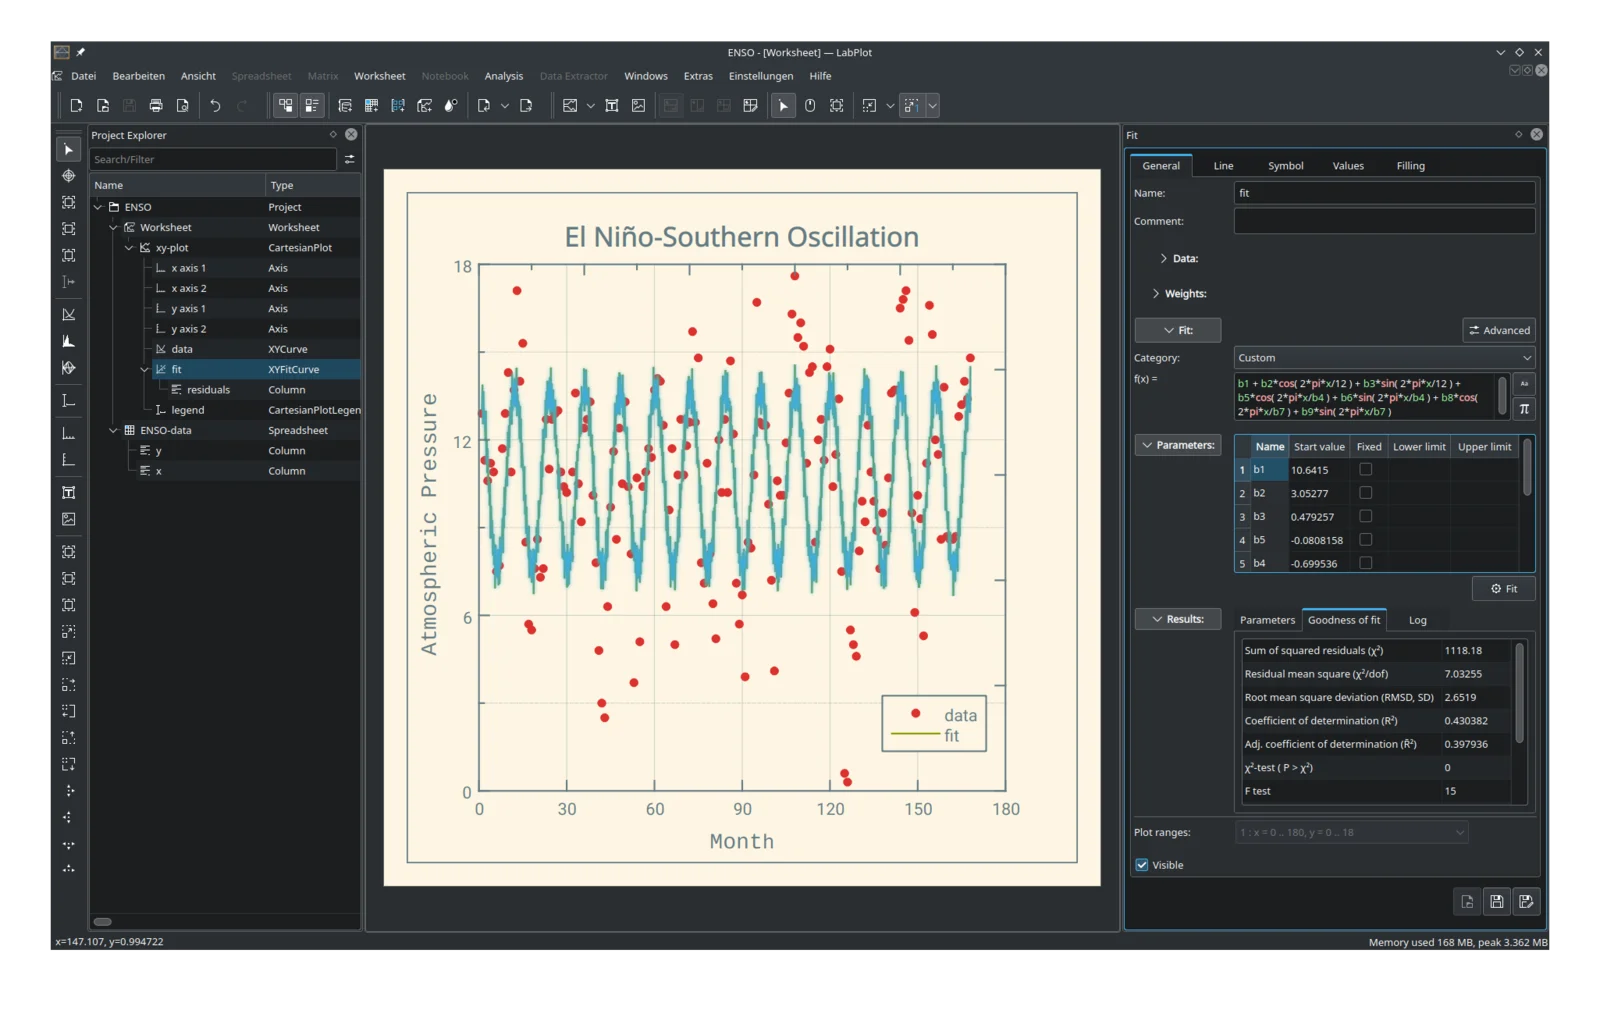 ENSO - [Worksheet] — LabPlot
Datei Bearbeiten Ansicht Spreadsheet Matrix Worksheet Notebook Analysis Data Extractor Windows Extras Einstellungen Hilfe
Project Explorer
Search/Filter
Name Type
ENSO Project
Worksheet Worksheet
xy-plot CartesianPlot
x axis 1 Axis
x axis 2 Axis
y axis 1 Axis
y axis 2 Axis
data XYCurve
fit XYFitCurve
residuals Column
legend CartesianPlotLegen
ENSO-data Spreadsheet
y Column
x Column
El Niño-Southern Oscillation
Atmospheric Pressure
18
12
6
0
0 30 60 90 120 150 180
Month
data
fit
Fit
General Line Symbol Values Filling
Name: fit
Comment:
Data:
Weights:
Fit: Advanced
Category: Custom
f(x) = b1 + b2*cos( 2*pi*x/12 ) + b3*sin( 2*pi*x/12 ) +
b5*cos( 2*pi*x/b4 ) + b6*sin( 2*pi*x/b4 ) + b8*cos(
2*pi*x/b7 ) + b9*sin( 2*pi*x/b7 )
Parameters: Name Start value Fixed Lower limit Upper limit
1 b1 10.6415
2 b2 3.05277
3 b3 0.479257
4 b5 -0.0808158
5 b4 -0.699536
Fit
Results: Parameters Goodness of fit Log
Sum of squared residuals (χ²) 1118.18
Residual mean square (χ²/dof) 7.03255
Root mean square deviation (RMSD, SD) 2.6519
Coefficient of determination (R²) 0.430382
Adj. coefficient of determination (R̄²) 0.397936
χ²-test ( P > χ²) 0
F test 15
Plot ranges: 1 : x = 0 .. 180, y = 0 .. 18
Visible
x=147.107, y=0.994722
Memory used 168 MB, peak 3.362 MB